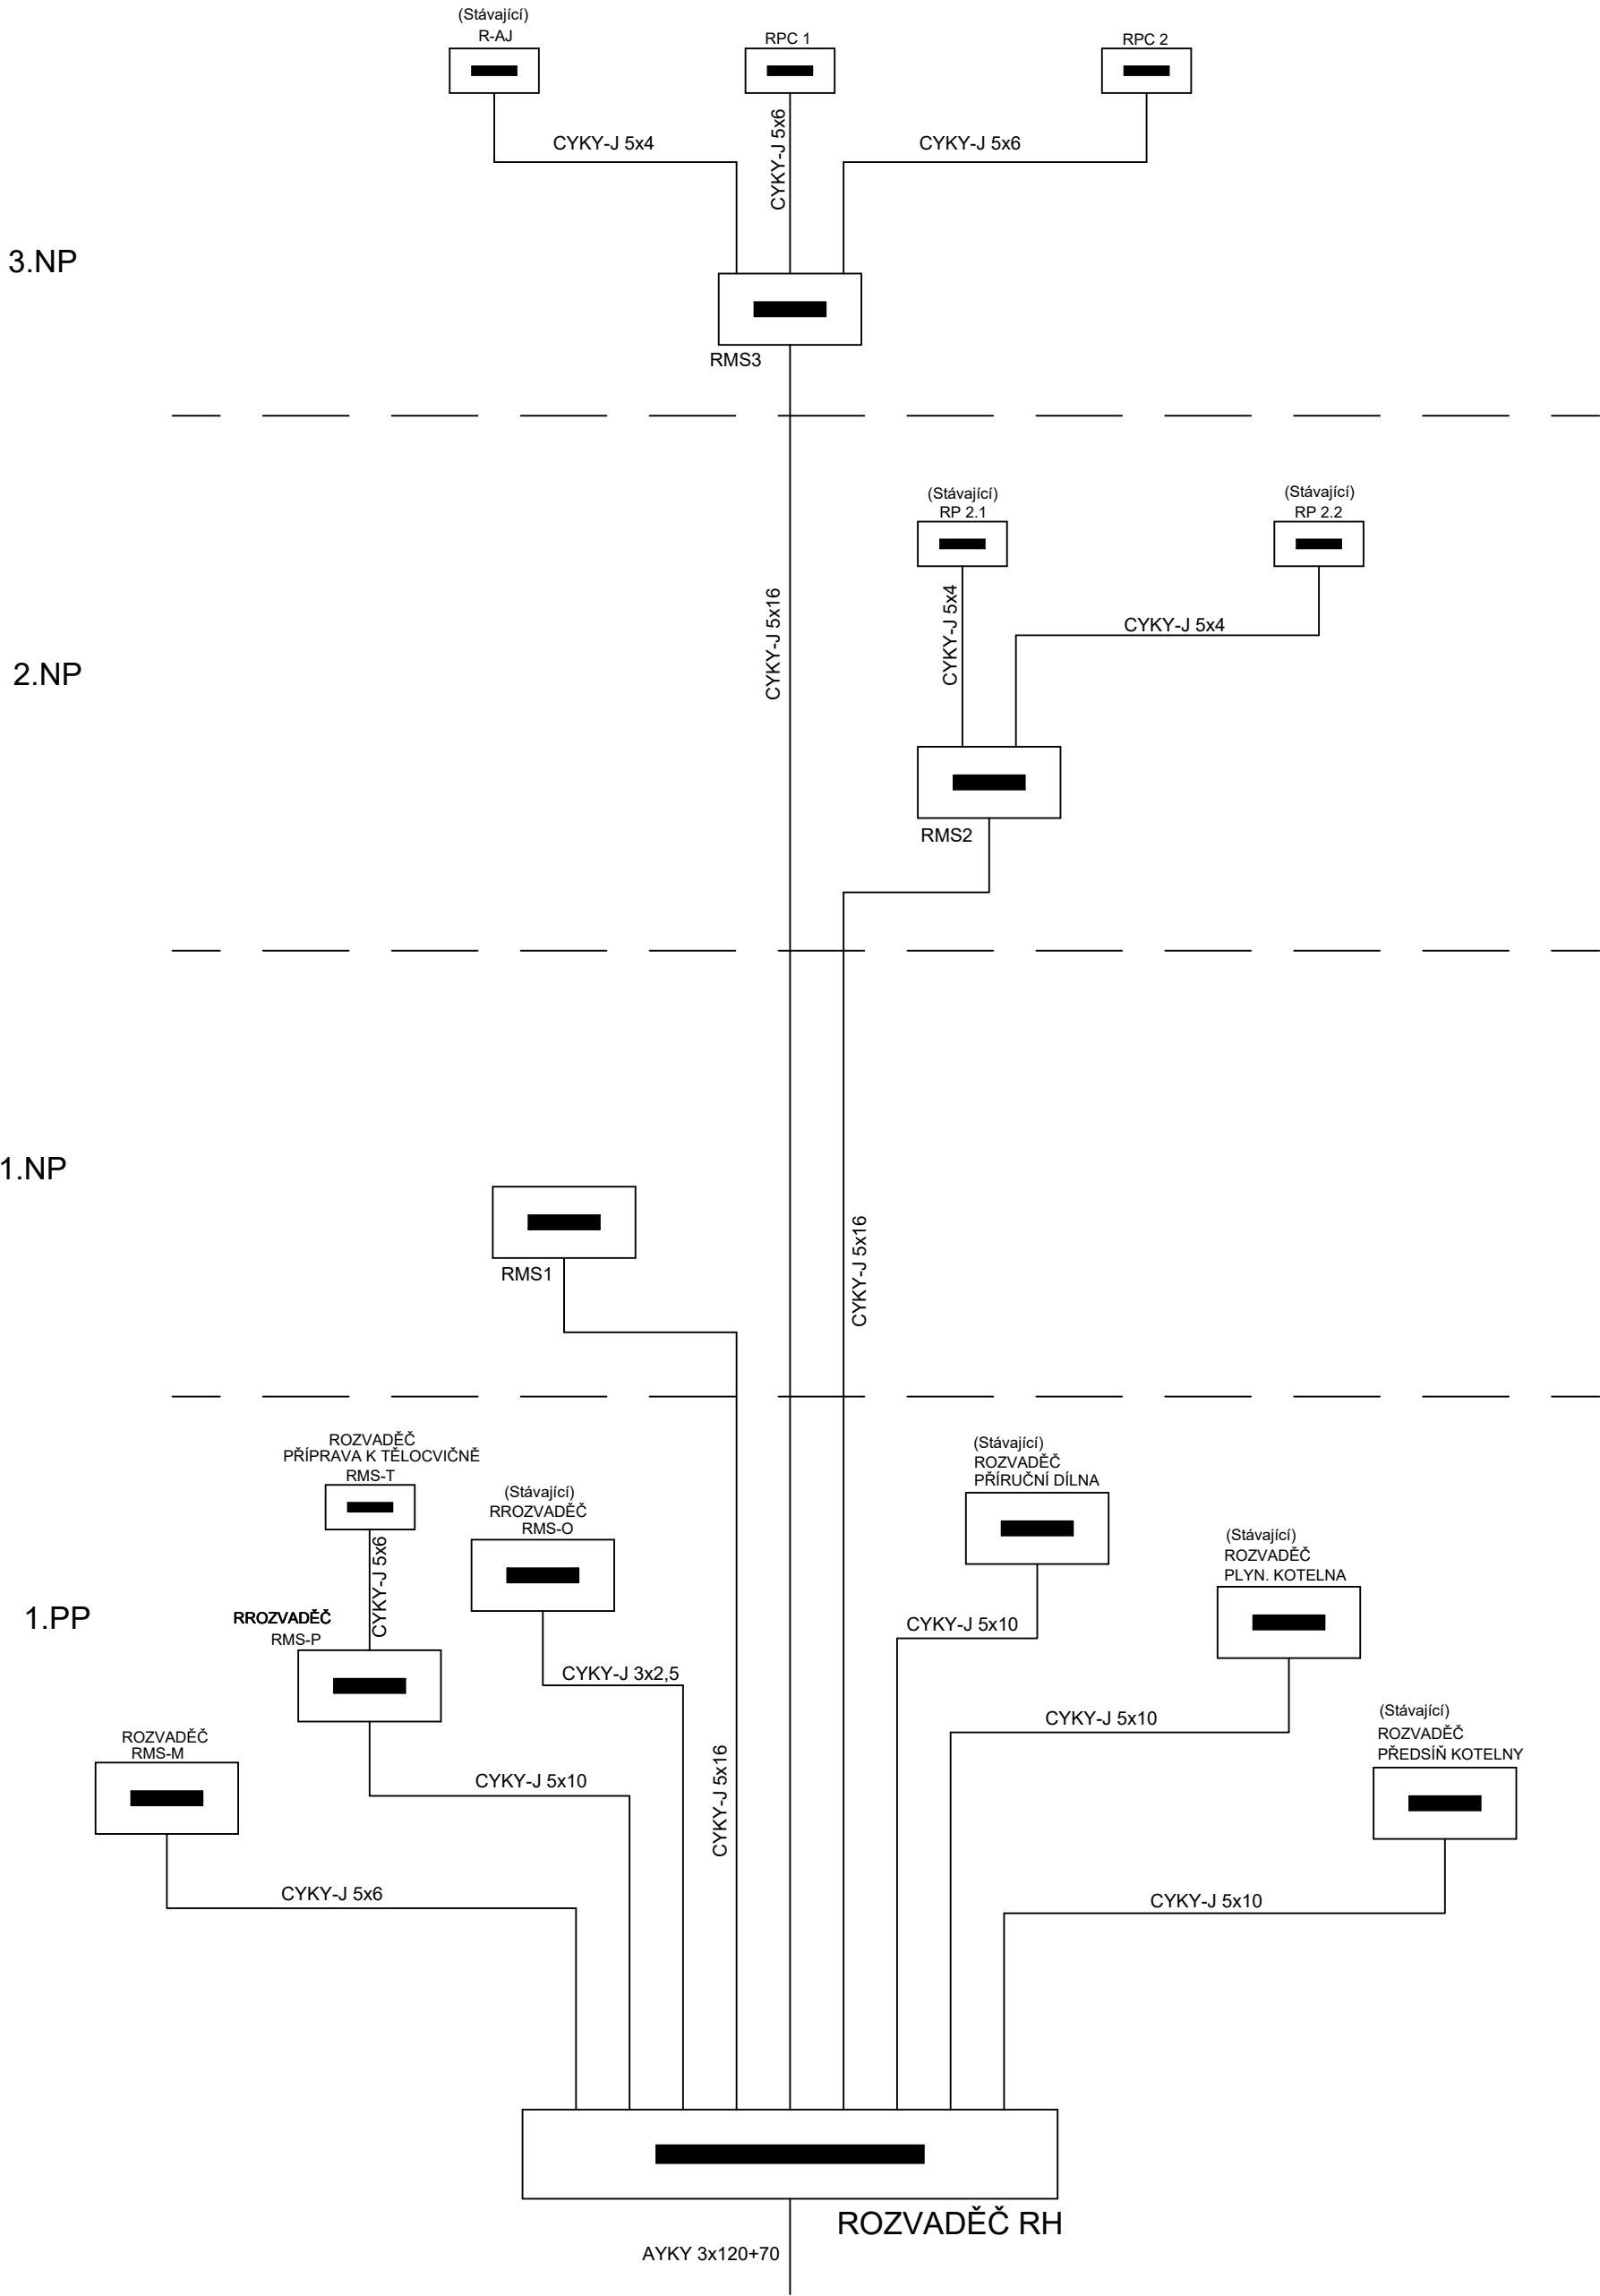 (Stávající)
R-AJ
RPC 1
RPC 2
CYKY-J 5x4
CYKY-J 5x6
CYKY-J 5x6
3.NP
RMS3
(Stávající)
RP 2.1
(Stávající)
RP 2.2
CYKY-J 5x16
CYKY-J 5x4
CYKY-J 5x4
2.NP
RMS2
1.NP
RMS1
CYKY-J 5x16
ROZVADĚČ
PŘÍPRAVA K TĚLOCVIČNĚ
RMS-T
(Stávající)
RROZVADĚČ
RMS-O
(Stávající)
ROZVADĚČ
PŘÍRUČNÍ DÍLNA
(Stávající)
ROZVADĚČ
PLYN. KOTELNA
CYKY-J 5x6
1.PP
RROZVADĚČ
RMS-P
CYKY-J 5x10
CYKY-J 3x2,5
(Stávající)
ROZVADĚČ
PŘEDSÍŇ KOTELNY
CYKY-J 5x10
ROZVADĚČ
RMS-M
CYKY-J 5x10
CYKY-J 5x16
CYKY-J 5x6
CYKY-J 5x10
ROZVADĚČ RH
AYKY 3x120+70